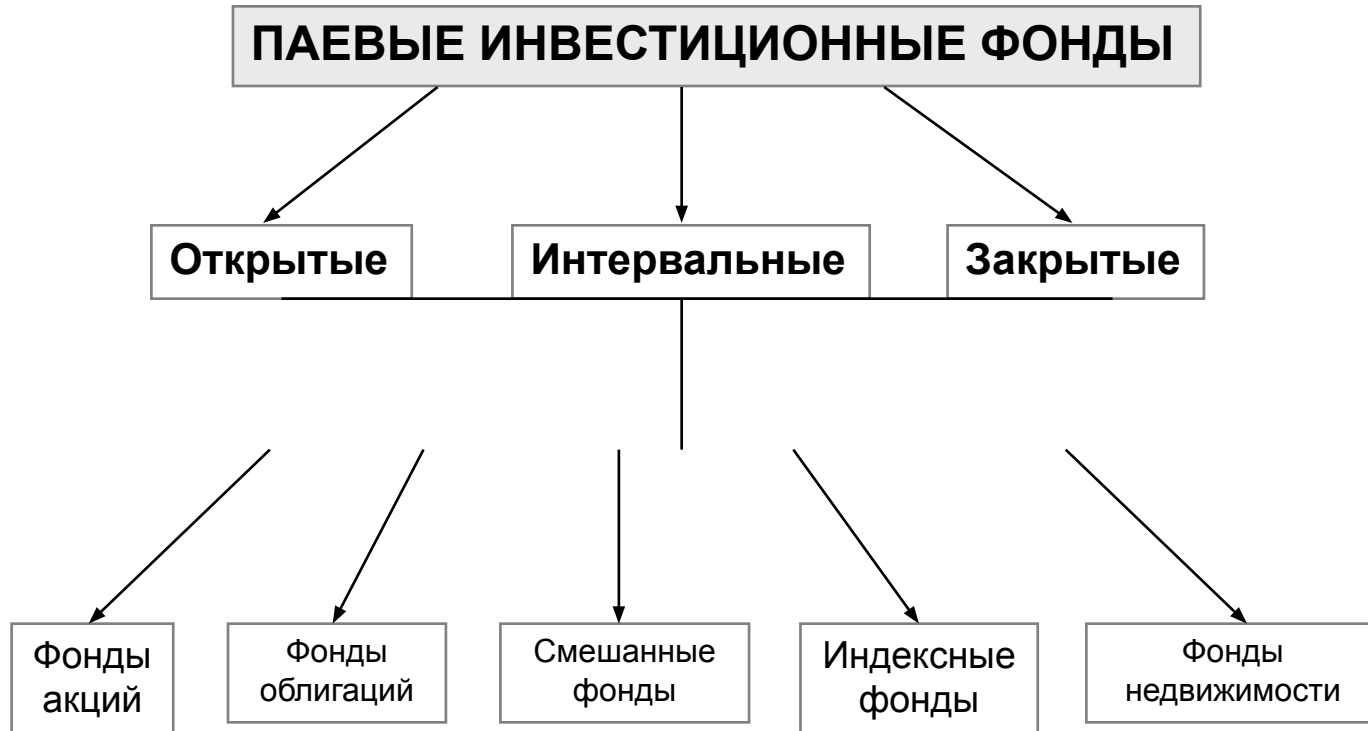 ПАЕВЫЕ ИНВЕСТИЦИОННЫЕ ФОНДЫ
Открытые
Интервальные
Закрытые
Фонды
акций
Фонды
облигаций
Смешанные
фонды
Индексные
фонды
Фонды
недвижимости